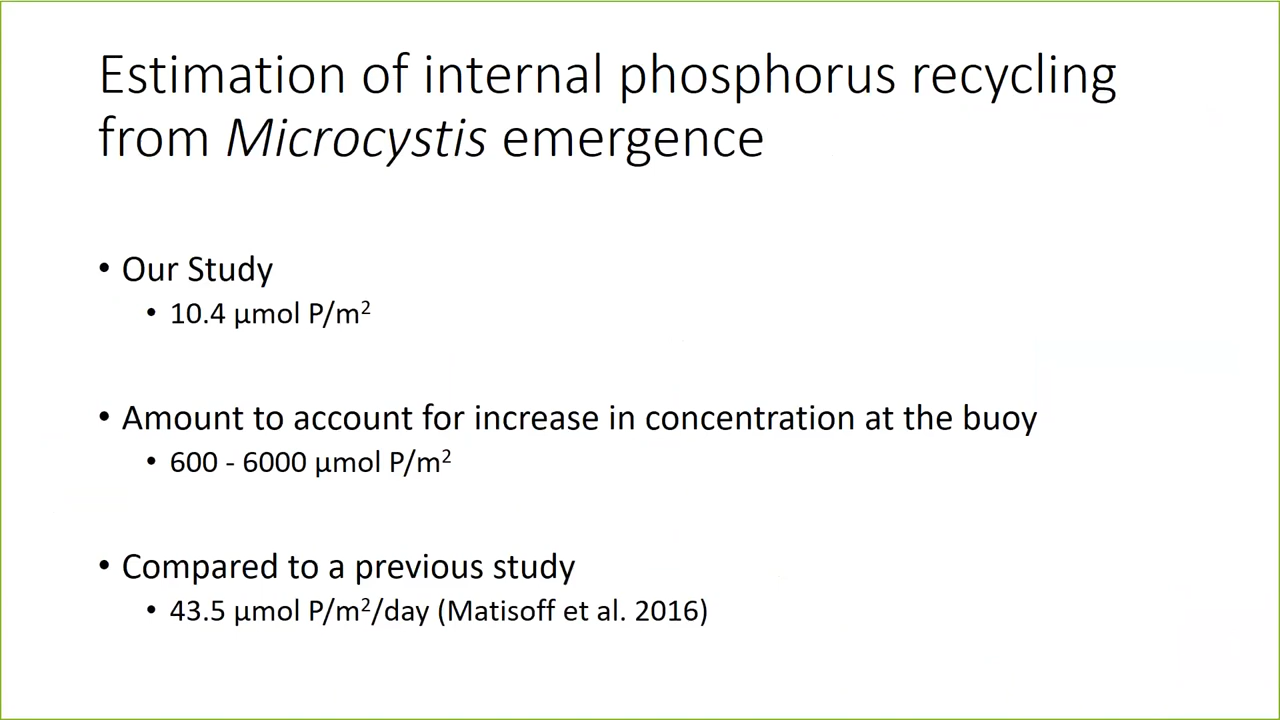 Estimation of internal phosphorus recycling
from Microcystis emergence
• Our Study
• 10.4 µmol P/m²
• Amount to account for increase in concentration at the buoy
• 600 - 6000 µmol P/m²
• Compared to a previous study
• 43.5 µmol P/m²/day (Matisoff et al. 2016)